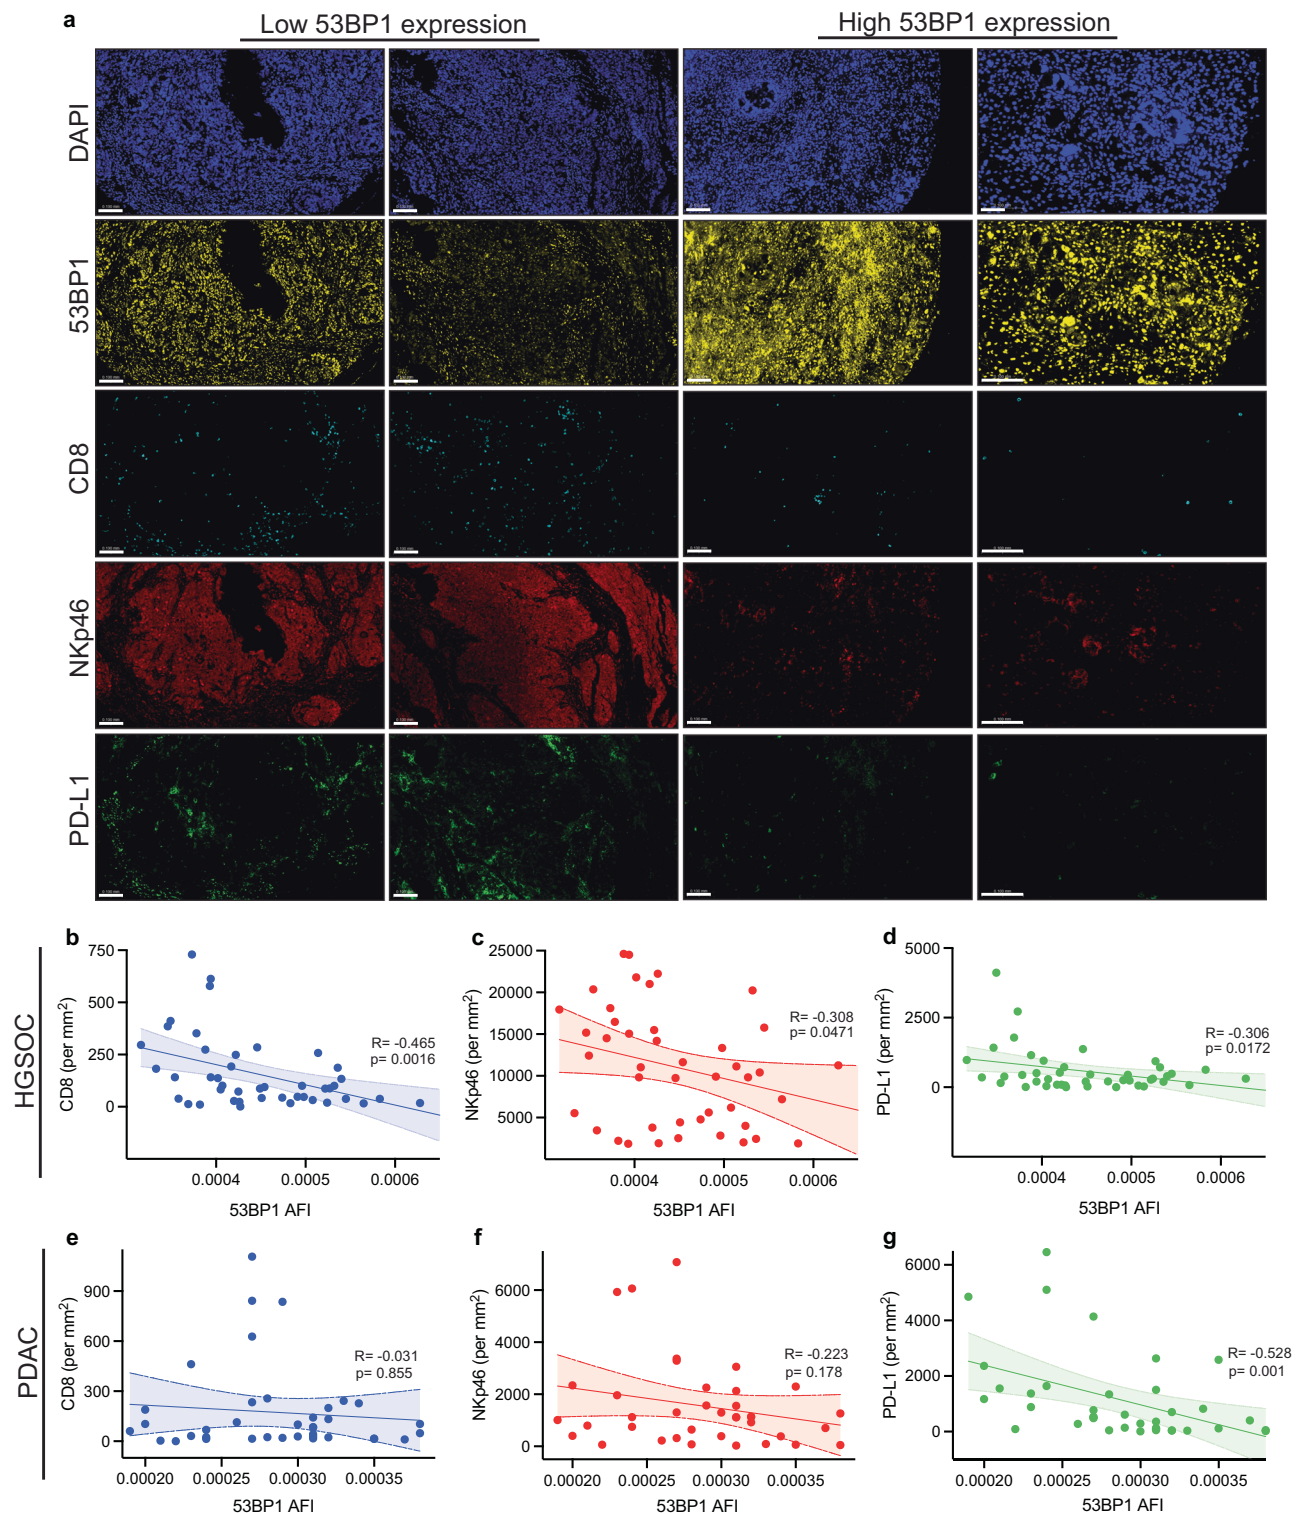 a
Low 53BP1 expression
High 53BP1 expression
DAPI
53BP1
CD8
NKp46
PD-L1
HGSOC
b
750
500
250
0
CD8 (per mm²)
R= -0.465
p= 0.0016
0.0004
0.0005
0.0006
53BP1 AFI
c
25000
20000
15000
10000
5000
NKp46 (per mm²)
R= -0.308
p= 0.0471
0.0004
0.0005
0.0006
53BP1 AFI
d
5000
2500
0
PD-L1 (per mm²)
R= -0.306
p= 0.0172
0.0004
0.0005
0.0006
53BP1 AFI
PDAC
e
900
600
300
0
CD8 (per mm²)
R= -0.031
p= 0.855
0.00020
0.00025
0.00030
0.00035
53BP1 AFI
f
6000
4000
2000
0
NKp46 (per mm²)
R= -0.223
p= 0.178
0.00020
0.00025
0.00030
0.00035
53BP1 AFI
g
6000
4000
2000
0
PD-L1 (per mm²)
R= -0.528
p= 0.001
0.00020
0.00025
0.00030
0.00035
53BP1 AFI